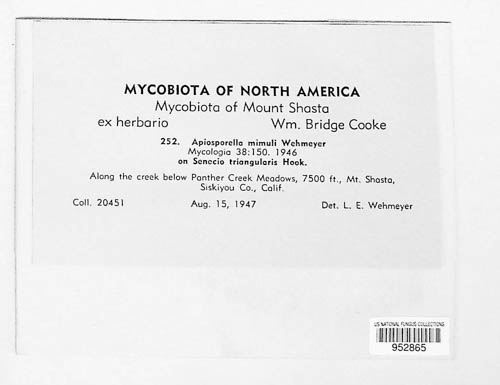 MYCOBIOTA OF NORTH AMERICA
Mycobiota of Mount Shasta
ex herbario Wm. Bridge Cooke
252. Apiosporella mimuli Wehmeyer
Mycologia 38:150. 1946
on Senecio triangularis Hook.
Along the creek below Panther Creek Meadows, 7500 ft., Mt. Shasta,
Siskiyou Co., Calif.
Coll. 20451 Aug. 15, 1947 Det. L. E. Wehmeyer
US NATIONAL FUNGUS COLLECTIONS
952865